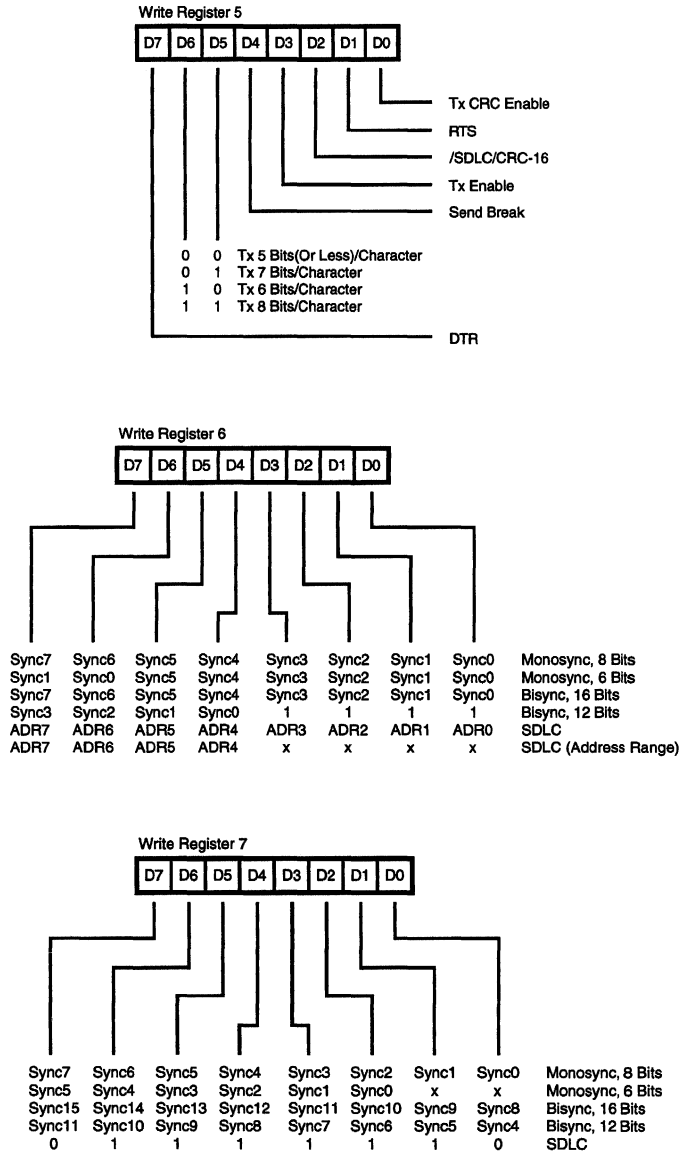 Write Register 5
D7 D6 D5 D4 D3 D2 D1 D0
Tx CRC Enable
RTS
/SDLC/CRC-16
Tx Enable
Send Break
0 0 Tx 5 Bits(Or Less)/Character
0 1 Tx 7 Bits/Character
1 0 Tx 6 Bits/Character
1 1 Tx 8 Bits/Character
DTR
Write Register 6
D7 D6 D5 D4 D3 D2 D1 D0
Sync7 Sync6 Sync5 Sync4 Sync3 Sync2 Sync1 Sync0 Monosync, 8 Bits
Sync1 Sync0 Sync5 Sync4 Sync3 Sync2 Sync1 Sync0 Monosync, 6 Bits
Sync7 Sync6 Sync5 Sync4 Sync3 Sync2 Sync1 Sync0 Bisync, 16 Bits
Sync3 Sync2 Sync1 Sync0 1 1 1 1 Bisync, 12 Bits
ADR7 ADR6 ADR5 ADR4 ADR3 ADR2 ADR1 ADR0 SDLC
ADR7 ADR6 ADR5 ADR4 x x x x SDLC (Address Range)
Write Register 7
D7 D6 D5 D4 D3 D2 D1 D0
Sync7 Sync6 Sync5 Sync4 Sync3 Sync2 Sync1 Sync0 Monosync, 8 Bits
Sync5 Sync4 Sync3 Sync2 Sync1 Sync0 x x Monosync, 6 Bits
Sync15 Sync14 Sync13 Sync12 Sync11 Sync10 Sync9 Sync8 Bisync, 16 Bits
Sync11 Sync10 Sync9 Sync8 Sync7 Sync6 Sync5 Sync4 Bisync, 12 Bits
0 1 1 1 1 1 1 0 SDLC